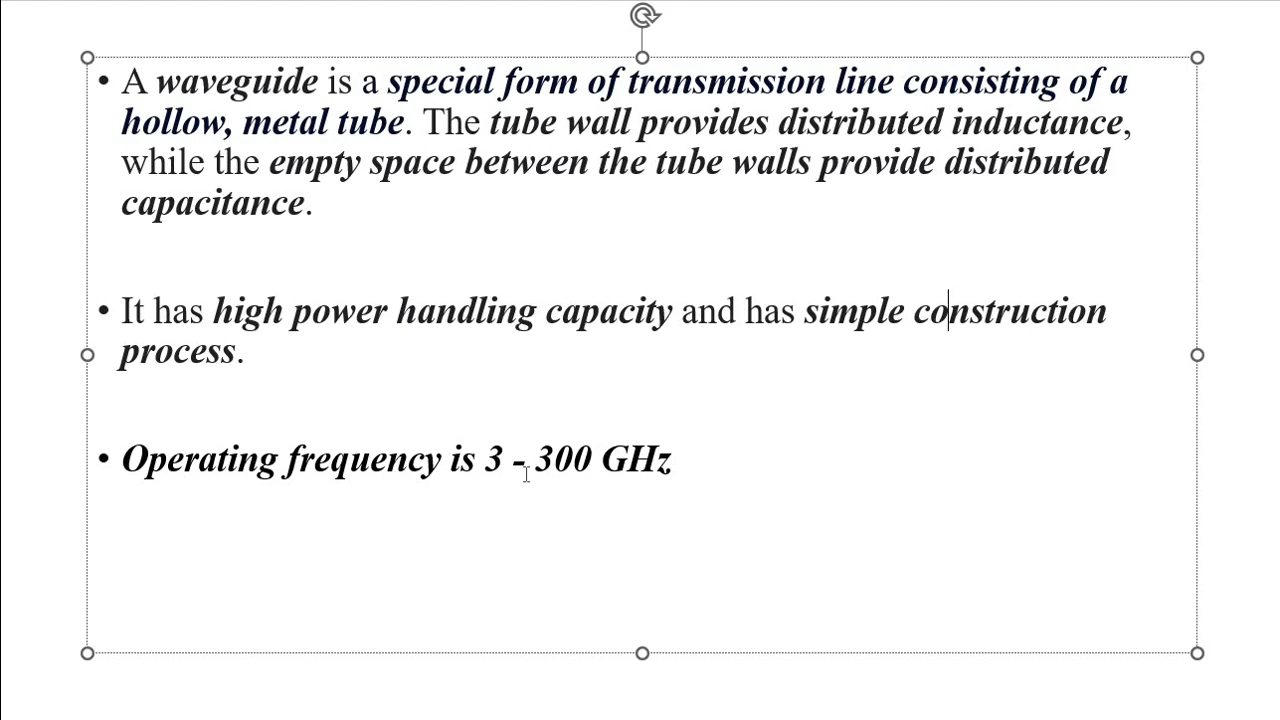 • A waveguide is a special form of transmission line consisting of a
hollow, metal tube. The tube wall provides distributed inductance,
while the empty space between the tube walls provide distributed
capacitance.
• It has high power handling capacity and has simple construction
process.
• Operating frequency is 3 - 300 GHz